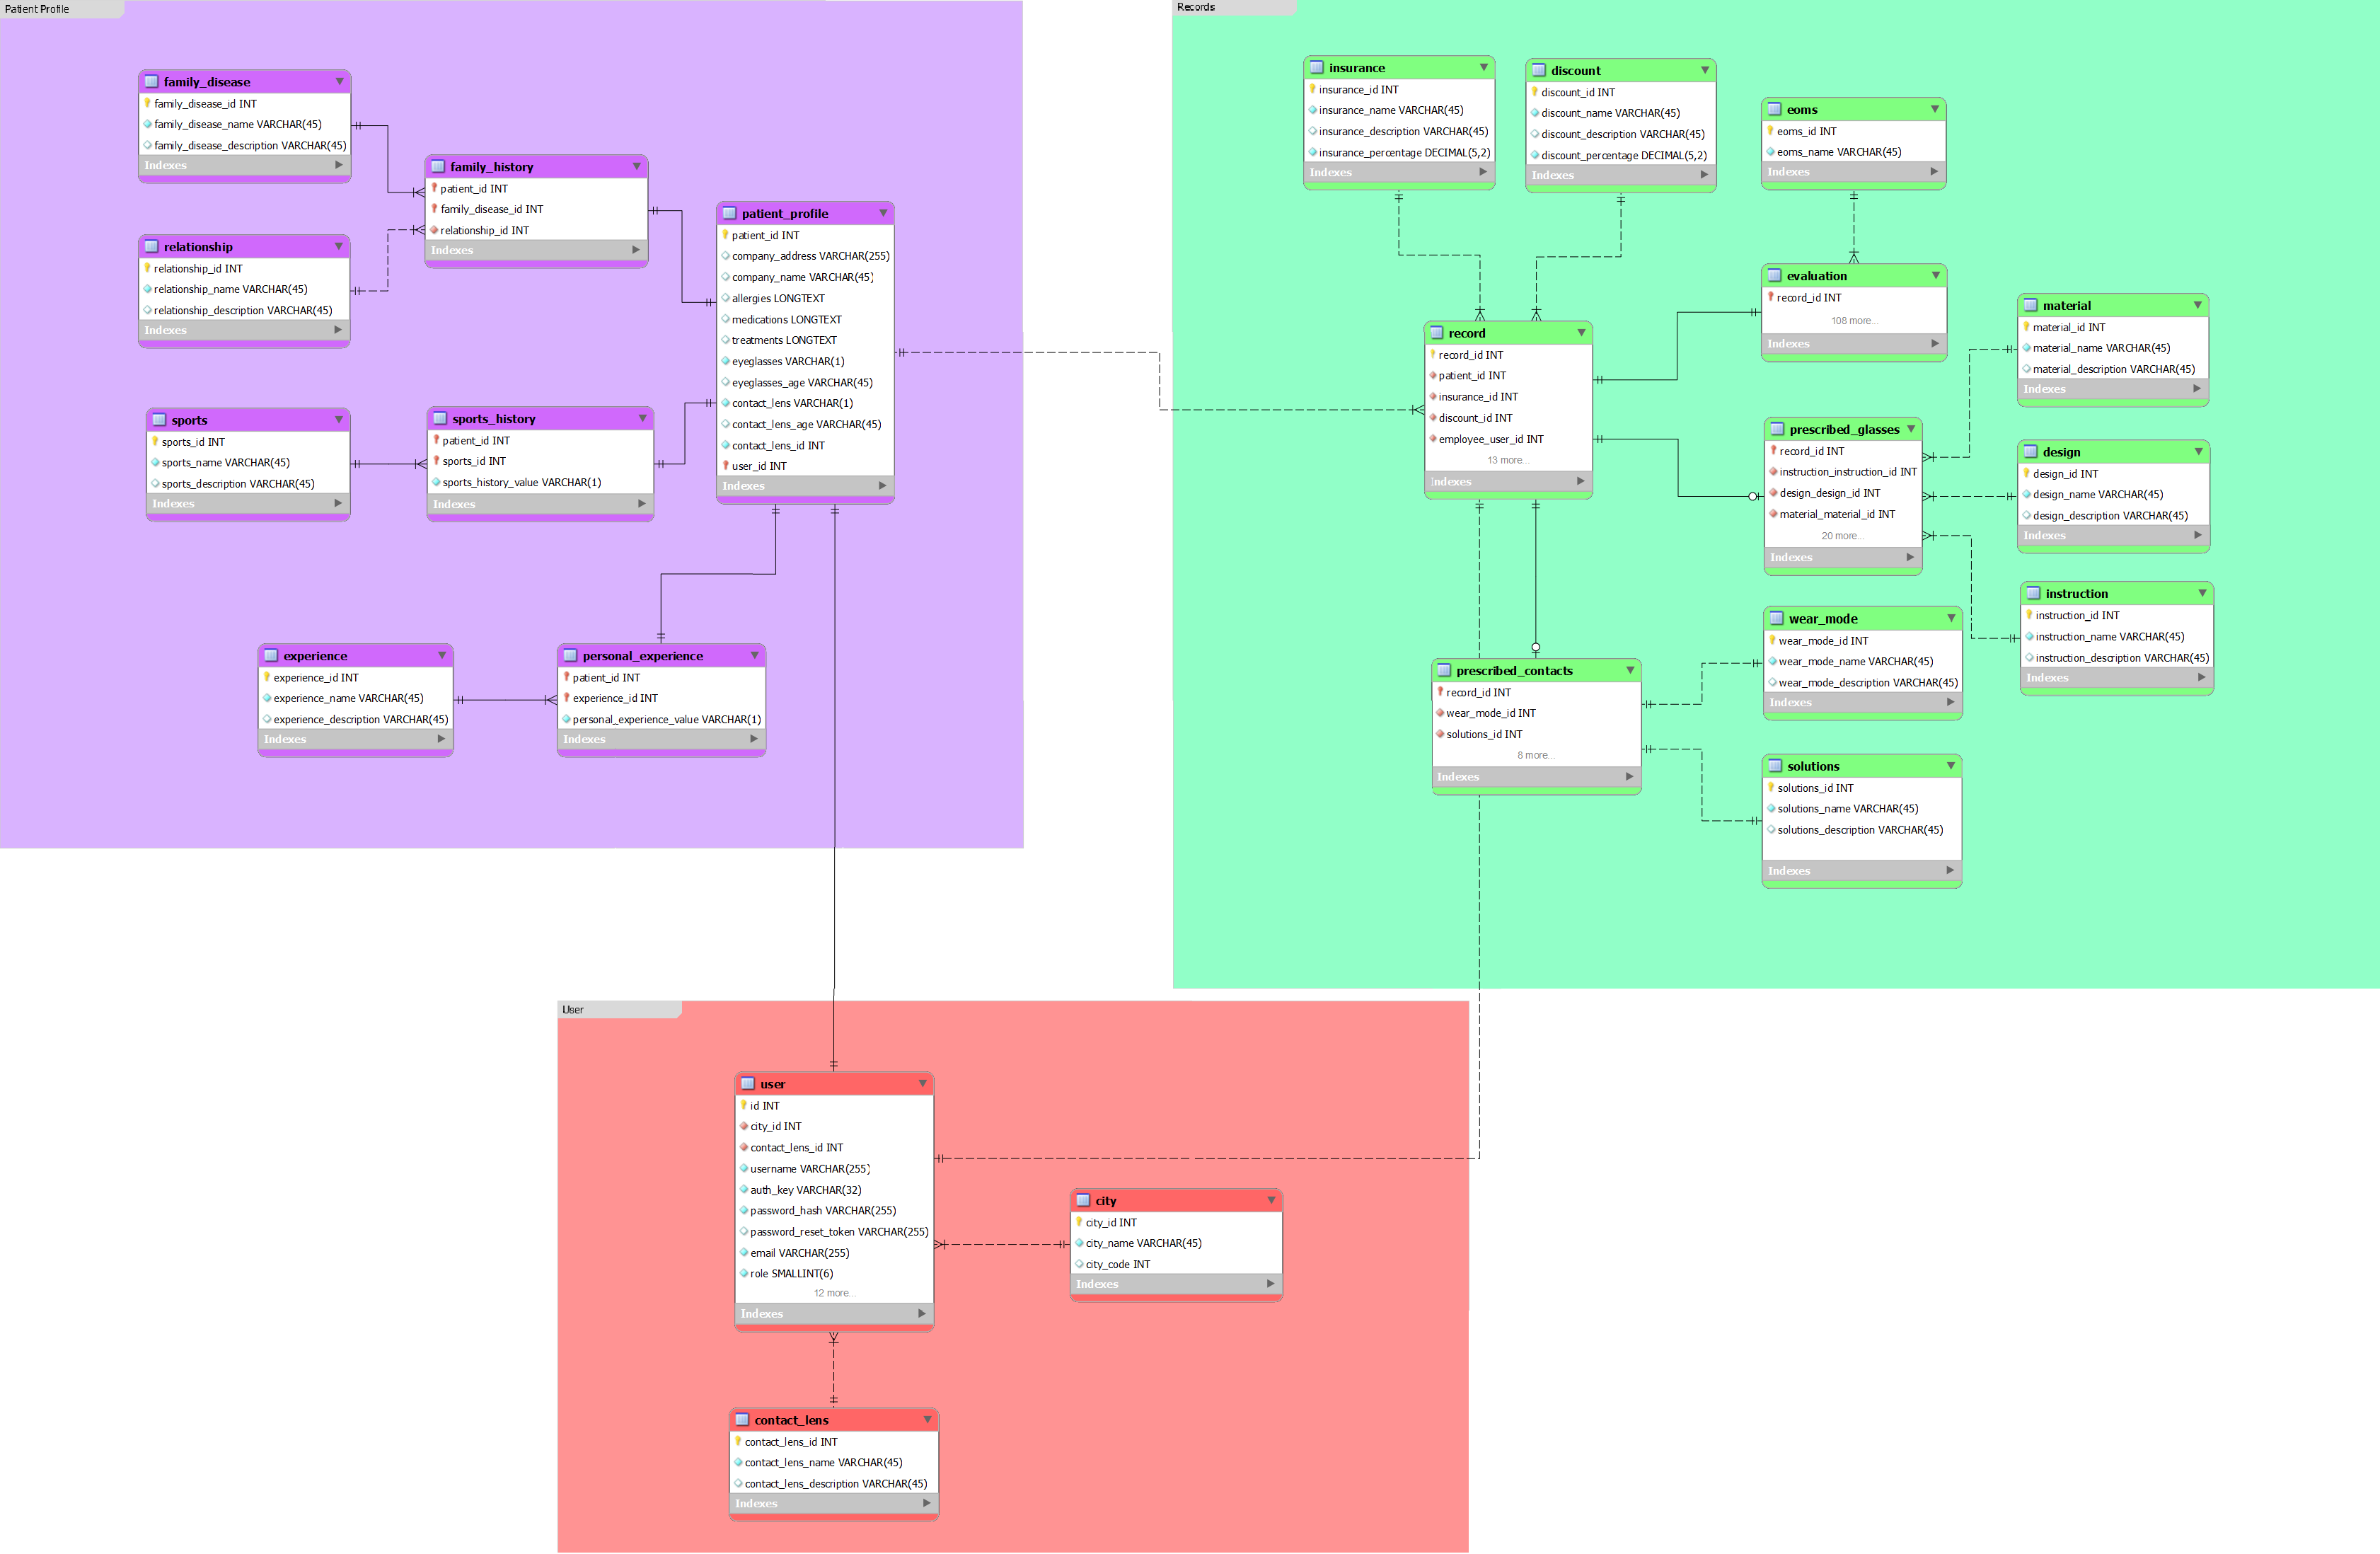 Patient Profile
family_disease
family_disease_id INT
family_disease_name VARCHAR(45)
family_disease_description VARCHAR(45)
Indexes
family_history
patient_id INT
family_disease_id INT
relationship_id INT
Indexes
relationship
relationship_id INT
relationship_name VARCHAR(45)
relationship_description VARCHAR(45)
Indexes
patient_profile
patient_id INT
company_address VARCHAR(255)
company_name VARCHAR(45)
allergies LONGTEXT
medications LONGTEXT
treatments LONGTEXT
eyeglasses VARCHAR(1)
eyeglasses_age VARCHAR(45)
contact_lens VARCHAR(1)
contact_lens_age VARCHAR(45)
contact_lens_id INT
user_id INT
Indexes
sports
sports_id INT
sports_name VARCHAR(45)
sports_description VARCHAR(45)
Indexes
sports_history
patient_id INT
sports_id INT
sports_history_value VARCHAR(1)
Indexes
experience
experience_id INT
experience_name VARCHAR(45)
experience_description VARCHAR(45)
Indexes
personal_experience
patient_id INT
experience_id INT
personal_experience_value VARCHAR(1)
Indexes
Records
insurance
insurance_id INT
insurance_name VARCHAR(45)
insurance_description VARCHAR(45)
insurance_percentage DECIMAL(5,2)
Indexes
discount
discount_id INT
discount_name VARCHAR(45)
discount_description VARCHAR(45)
discount_percentage DECIMAL(5,2)
Indexes
eoms
eoms_id INT
eoms_name VARCHAR(45)
Indexes
evaluation
record_id INT
108 more...
Indexes
record
record_id INT
patient_id INT
insurance_id INT
discount_id INT
employee_user_id INT
13 more...
Indexes
material
material_id INT
material_name VARCHAR(45)
material_description VARCHAR(45)
Indexes
prescribed_glasses
record_id INT
instruction_instruction_id INT
design_design_id INT
material_material_id INT
20 more...
Indexes
design
design_id INT
design_name VARCHAR(45)
design_description VARCHAR(45)
Indexes
instruction
instruction_id INT
instruction_name VARCHAR(45)
instruction_description VARCHAR(45)
Indexes
wear_mode
wear_mode_id INT
wear_mode_name VARCHAR(45)
wear_mode_description VARCHAR(45)
Indexes
prescribed_contacts
record_id INT
wear_mode_id INT
solutions_id INT
8 more...
Indexes
solutions
solutions_id INT
solutions_name VARCHAR(45)
solutions_description VARCHAR(45)
Indexes
User
user
id INT
city_id INT
contact_lens_id INT
username VARCHAR(255)
auth_key VARCHAR(32)
password_hash VARCHAR(255)
password_reset_token VARCHAR(255)
email VARCHAR(255)
role SMALLINT(6)
12 more...
Indexes
city
city_id INT
city_name VARCHAR(45)
city_code INT
Indexes
contact_lens
contact_lens_id INT
contact_lens_name VARCHAR(45)
contact_lens_description VARCHAR(45)
Indexes